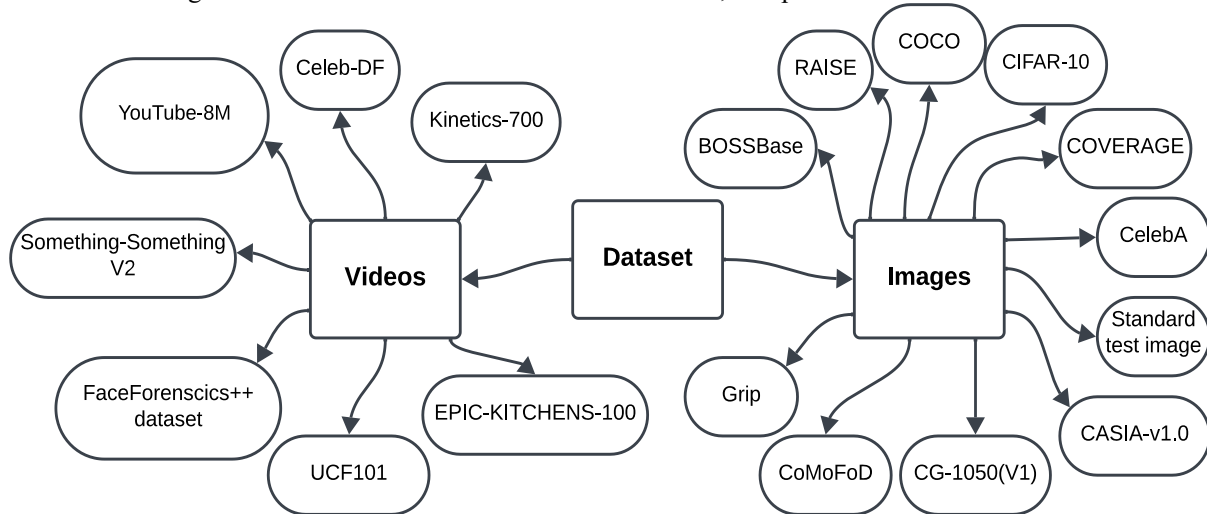 COCO
Celeb-DF
RAISE
CIFAR-10
YouTube-8M
Kinetics-700
BOSSBase
COVERAGE
Something-Something
V2
CelebA
Dataset
Videos
Images
Standard
test image
FaceForenscics++
dataset
Grip
EPIC-KITCHENS-100
CASIA-v1.0
UCF101
CoMoFoD
CG-1050(V1)